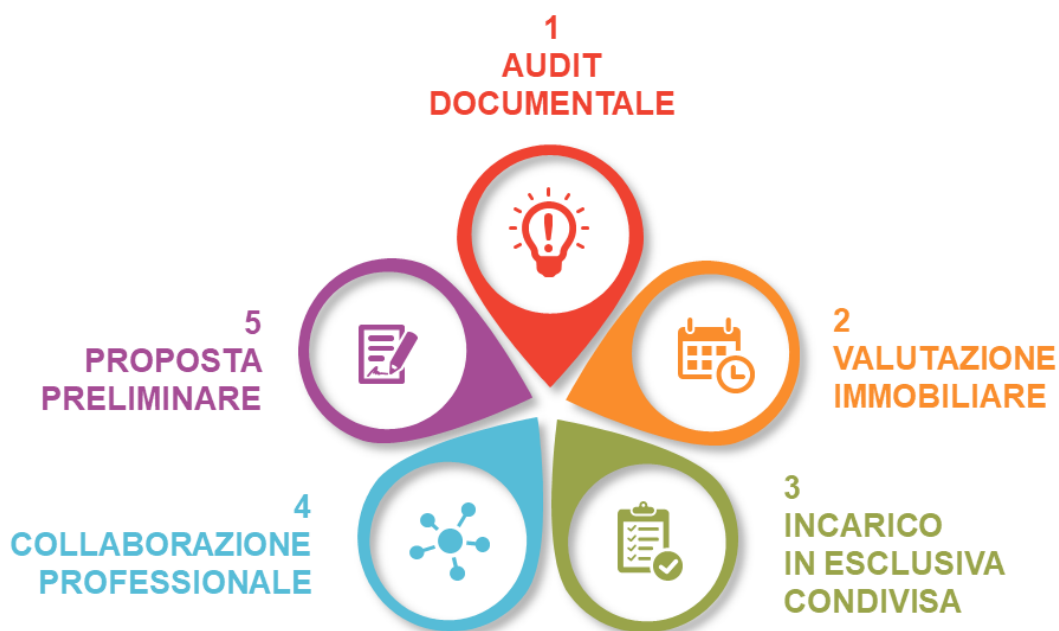 1
AUDIT
DOCUMENTALE
2
VALUTAZIONE
IMMOBILIARE
3
INCARICO
IN ESCLUSIVA
CONDIVISA
4
COLLABORAZIONE
PROFESSIONALE
5
PROPOSTA
PRELIMINARE